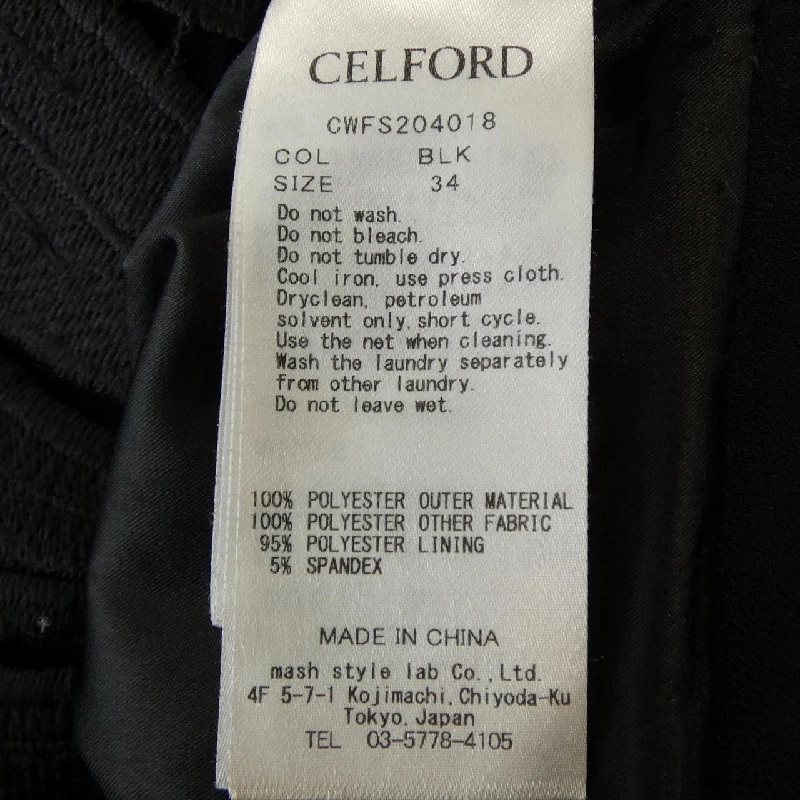 CELFORD
CWFS204018
COL BLK
SIZE 34
Do not wash.
Do not bleach.
Do not tumble dry.
Cool iron, use press cloth.
Dryclean, petroleum
solvent only, short cycle.
Use the net when cleaning.
Wash the laundry separately
from other laundry.
Do not leave wet.
100% POLYESTER OUTER MATERIAL
100% POLYESTER OTHER FABRIC
95% POLYESTER LINING
5% SPANDEX
MADE IN CHINA
mash style lab Co., Ltd.
4F 5-7-1 Kojimachi, Chiyoda-Ku
Tokyo, Japan
TEL 03-5778-4105